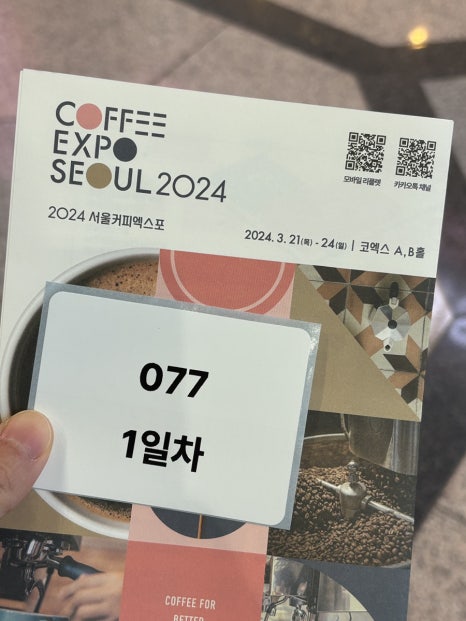 COFFEE
EXPO
SEOUL 2024
모바일 리플렛
카카오톡 채널
2024 서울커피엑스포
2024. 3. 21(목) - 24(일) | 코엑스 A, B홀
077
1일차
COFFEE FOR
BETTER